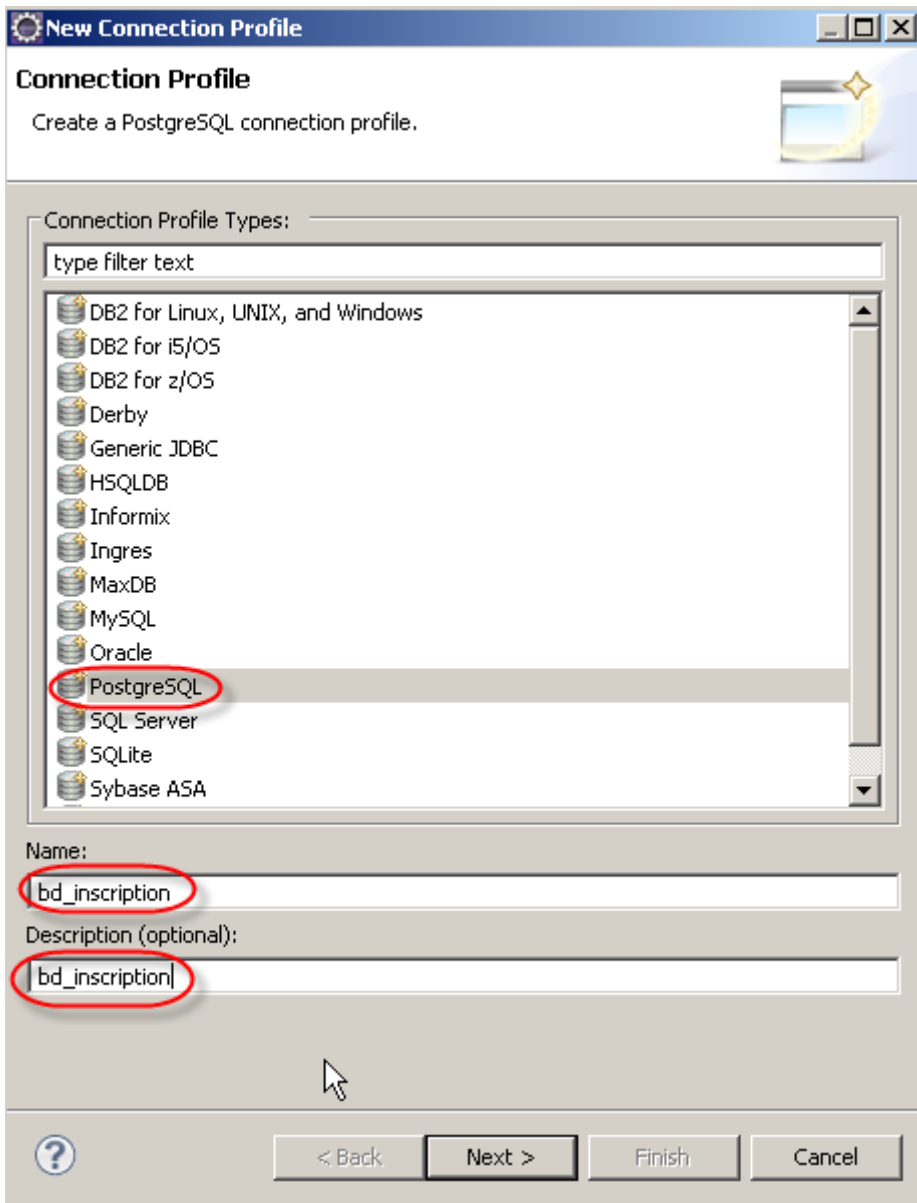 New Connection Profile
Connection Profile
Create a PostgreSQL connection profile.
Connection Profile Types:
type filter text
DB2 for Linux, UNIX, and Windows
DB2 for i5/OS
DB2 for z/OS
Derby
Generic JDBC
HSQLDB
Informix
Ingres
MaxDB
MySQL
Oracle
PostgreSQL
SQL Server
SQLite
Sybase ASA
Name:
bd_inscription
Description (optional):
bd_inscription
? < Back Next > Finish Cancel